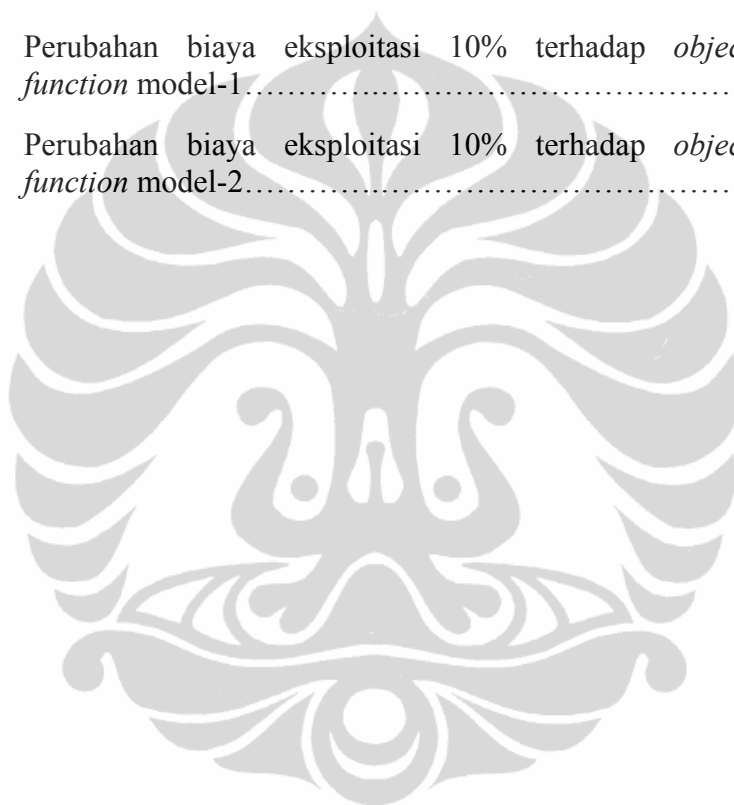 Perubahan biaya eksploitasi 10% terhadap objec
function model-1…………..………………………………
Perubahan biaya eksploitasi 10% terhadap objec
function model-2…………..………………………………